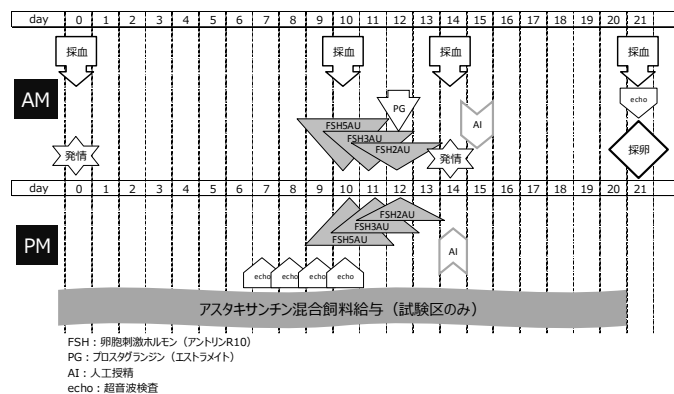 day 0 1 2 3 4 5 6 7 8 9 10 11 12 13 14 15 16 17 18 19 20 21
採血 採血 採血 採血
AM
PG
echo
FSH5AU
FSH3AU
FSH2AU
AI
発情 発情 採卵
day 0 1 2 3 4 5 6 7 8 9 10 11 12 13 14 15 16 17 18 19 20 21
PM
FSH2AU
FSH3AU
FSH5AU
AI
echo echo echo echo
アスタキサンチン混合飼料給与（試験区のみ）
FSH：卵胞刺激ホルモン（アントリンR10）
PG：プロスタグランジン（エストラメイト）
AI：人工授精
echo：超音波検査